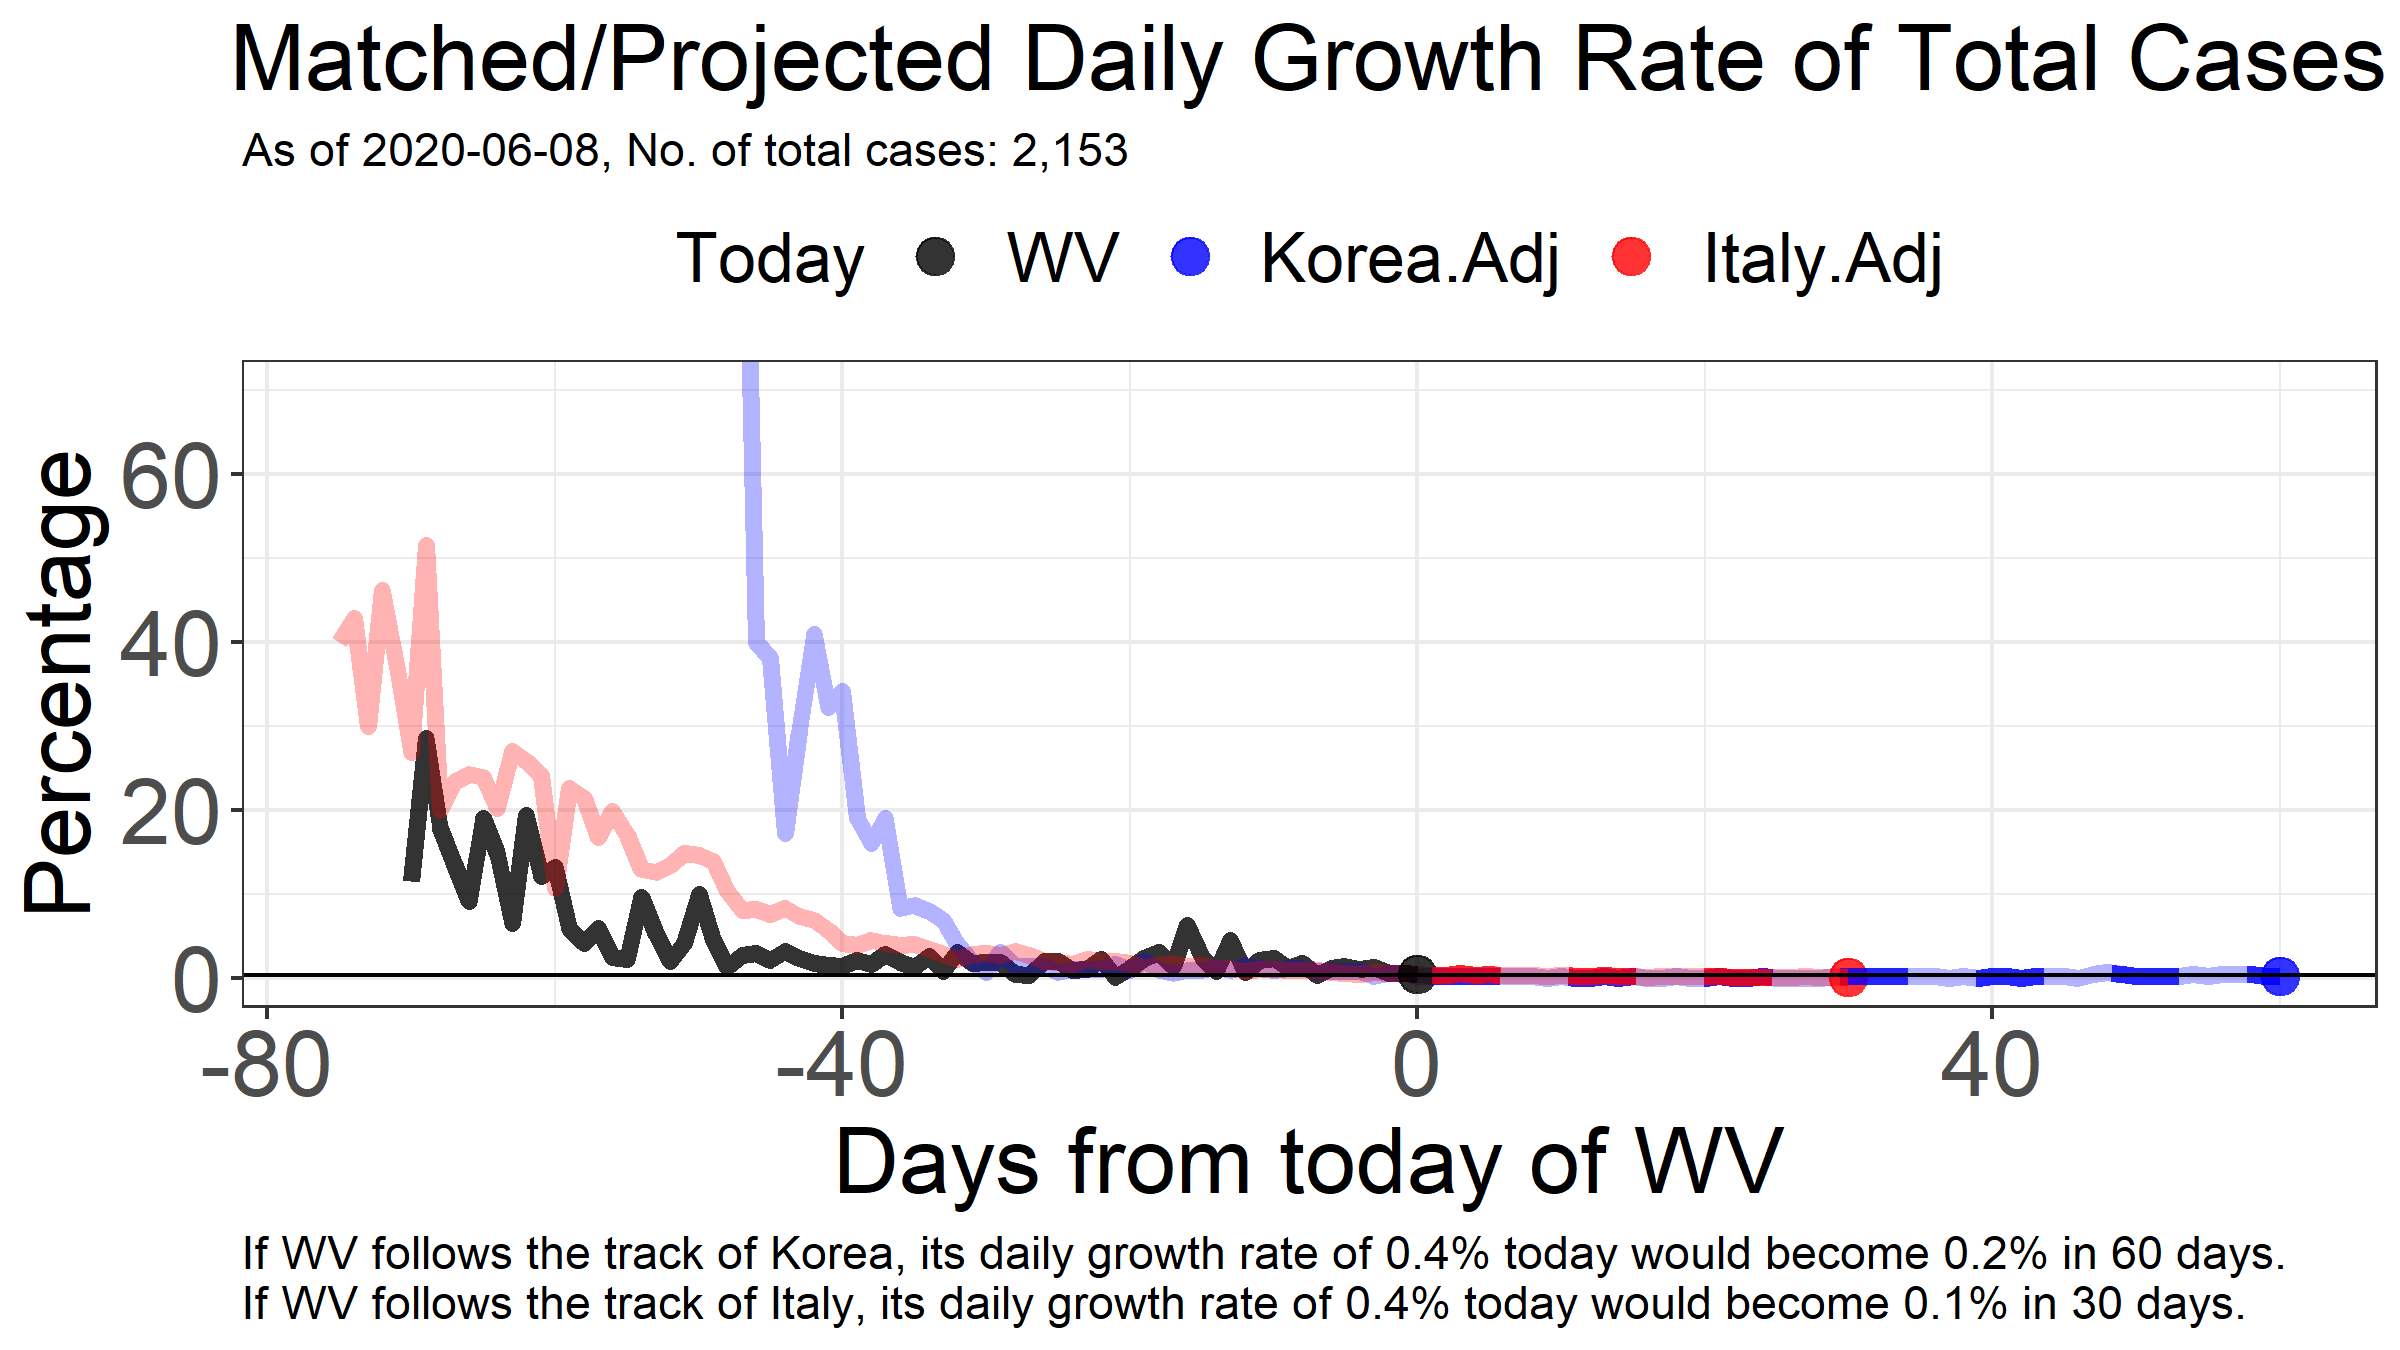 Matched/Projected Daily Growth Rate of Total Cases
As of 2020-06-08, No. of total cases: 2,153
Today WV Korea.Adj Italy.Adj
Percentage
60
40
20
0
-80 -40 0 40
Days from today of WV
If WV follows the track of Korea, its daily growth rate of 0.4% today would become 0.2% in 60 days.
If WV follows the track of Italy, its daily growth rate of 0.4% today would become 0.1% in 30 days.